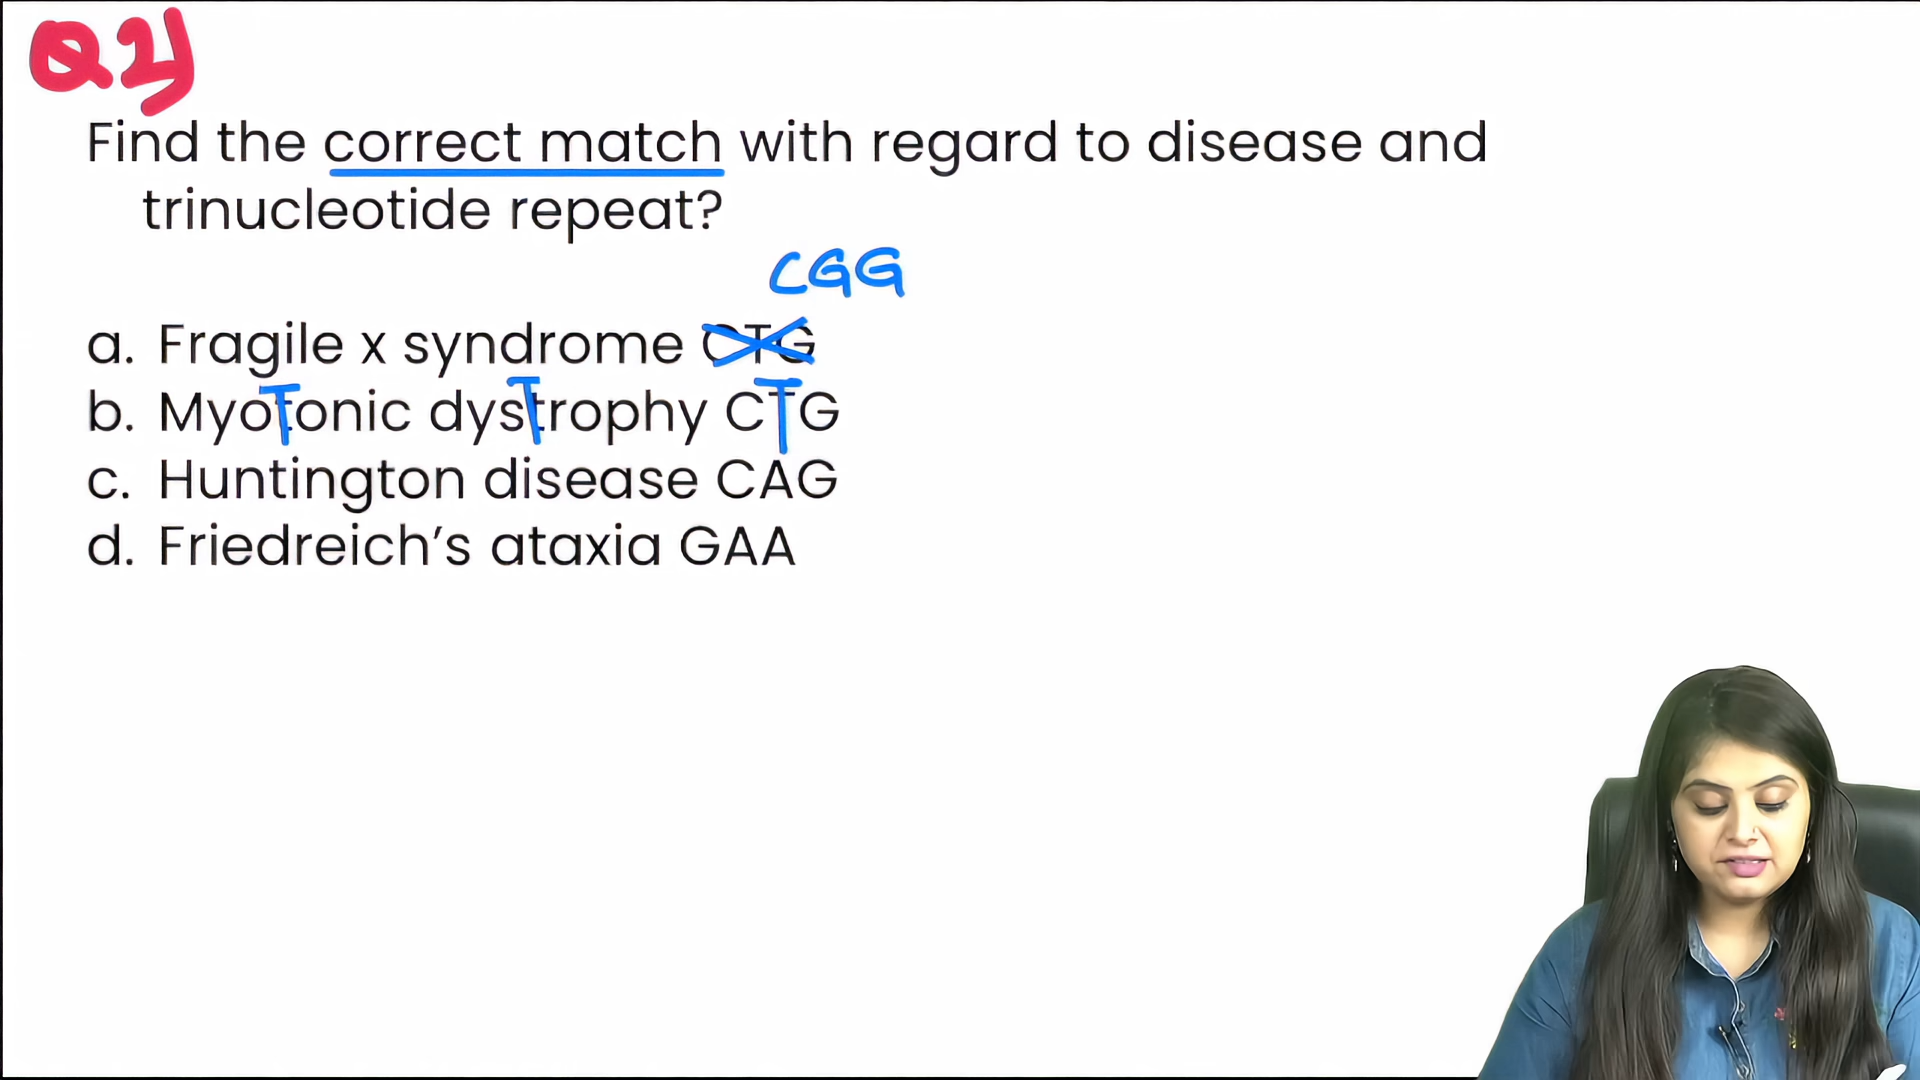 Q2)
Find the correct match with regard to disease and
trinucleotide repeat?
CGG
a. Fragile x syndrome CTG
b. Myotonic dystrophy CTG
c. Huntington disease CAG
d. Friedreich’s ataxia GAA